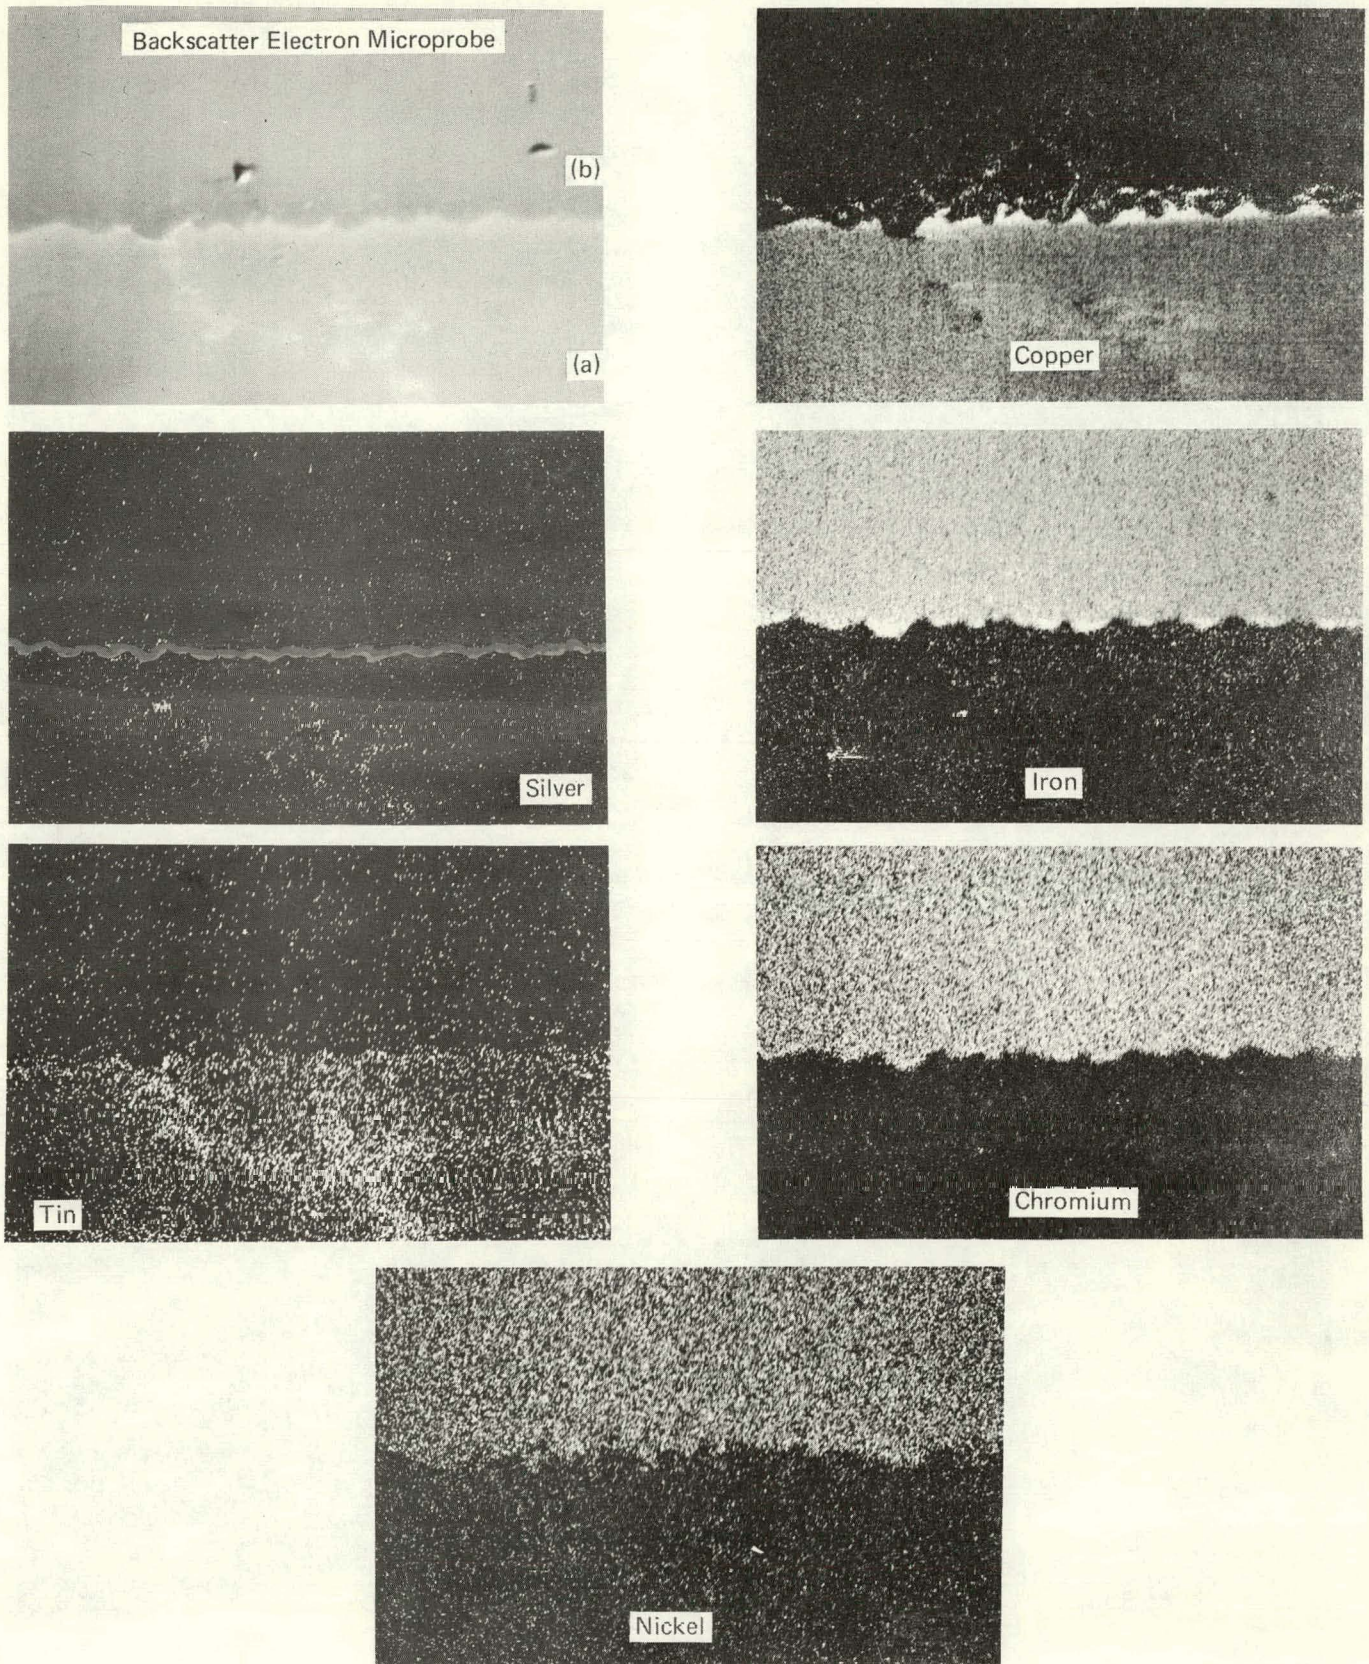 Backscatter Electron Microprobe
(b)
(a)
Copper
Silver
Iron
Tin
Chromium
Nickel